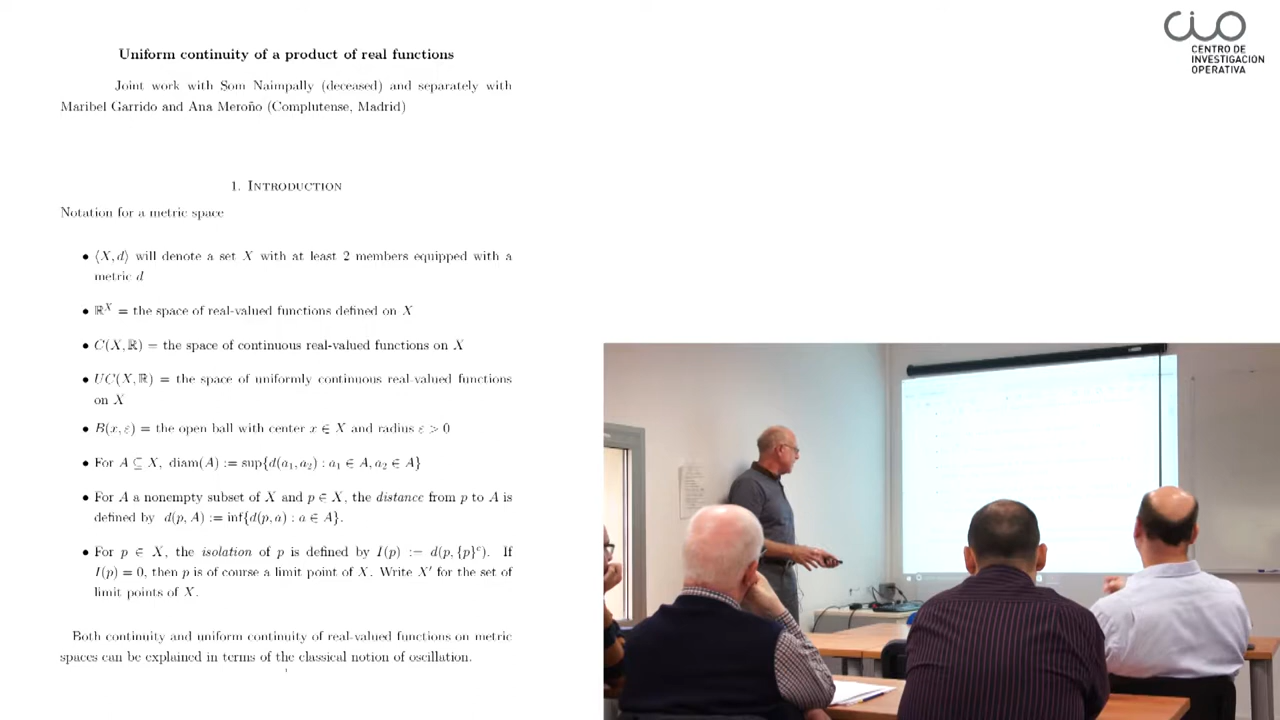 Uniform continuity of a product of real functions
Joint work with Som Naimpally (deceased) and separately with
Maribel Garrido and Ana Meroño (Complutense, Madrid)
1. Introduction
Notation for a metric space
• ⟨X, d⟩ will denote a set X with at least 2 members equipped with a
metric d
• ℝ^X = the space of real-valued functions defined on X
• C(X, ℝ) = the space of continuous real-valued functions on X
• UC(X, ℝ) = the space of uniformly continuous real-valued functions
on X
• B(x, ε) = the open ball with center x ∈ X and radius ε > 0
• For A ⊆ X, diam(A) := sup{d(a₁, a₂) : a₁ ∈ A, a₂ ∈ A}
• For A a nonempty subset of X and p ∈ X, the distance from p to A is
defined by d(p, A) := inf{d(p, a) : a ∈ A}.
• For p ∈ X, the isolation of p is defined by I(p) := d(p, {p}ᶜ). If
I(p) = 0, then p is of course a limit point of X. Write X′ for the set of
limit points of X.
Both continuity and uniform continuity of real-valued functions on metric
spaces can be explained in terms of the classical notion of oscillation.
1
CIO
CENTRO DE
INVESTIGACIÓN
OPERATIVA